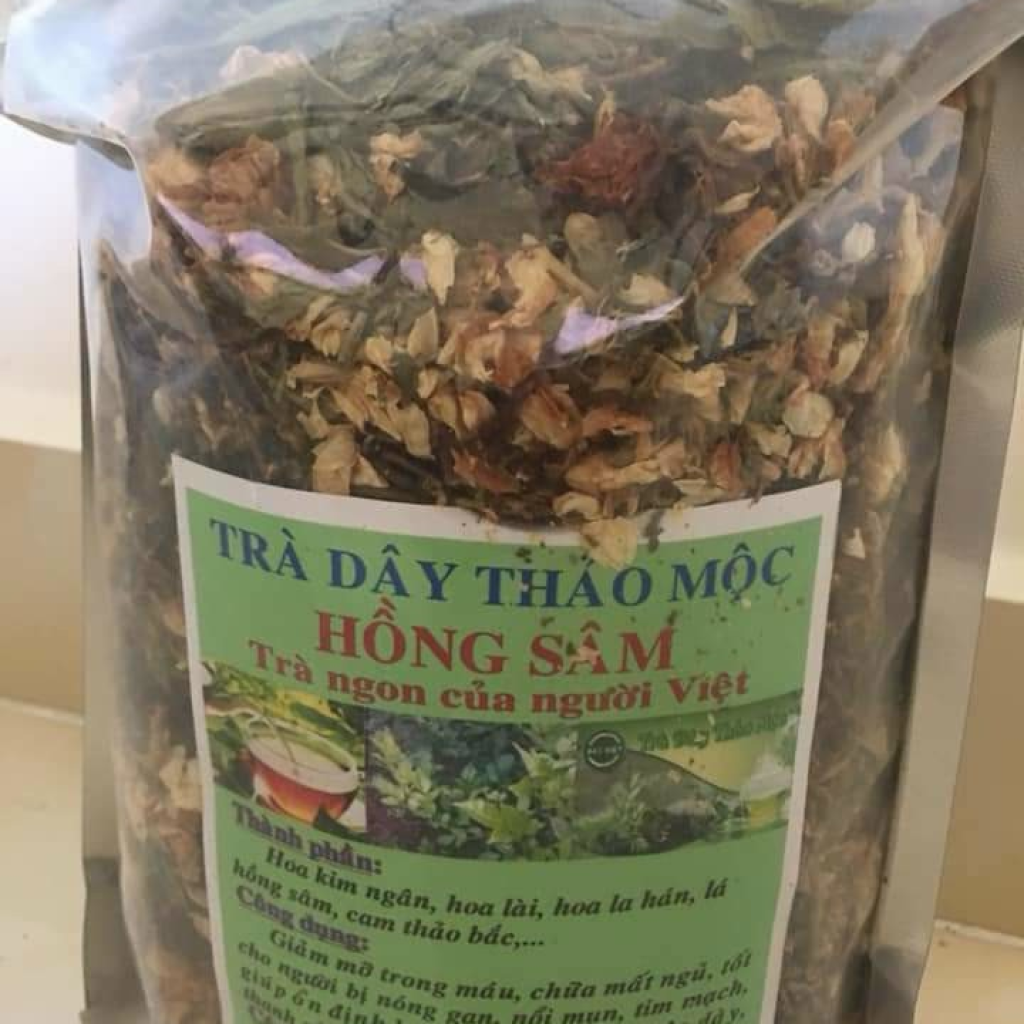 TRÀ DÂY THẢO MỘC
HỒNG SÂM
Trà ngon của người Việt
Thành phần:
Hoa kim ngân, hoa lài, hoa la hán, lá
hồng sâm, cam thảo bắc,...
Công dụng:
Giảm mỡ trong máu, chữa mất ngủ, tốt
cho người bị nóng gan, nổi mụn, tim mạch,
giúp ổn định